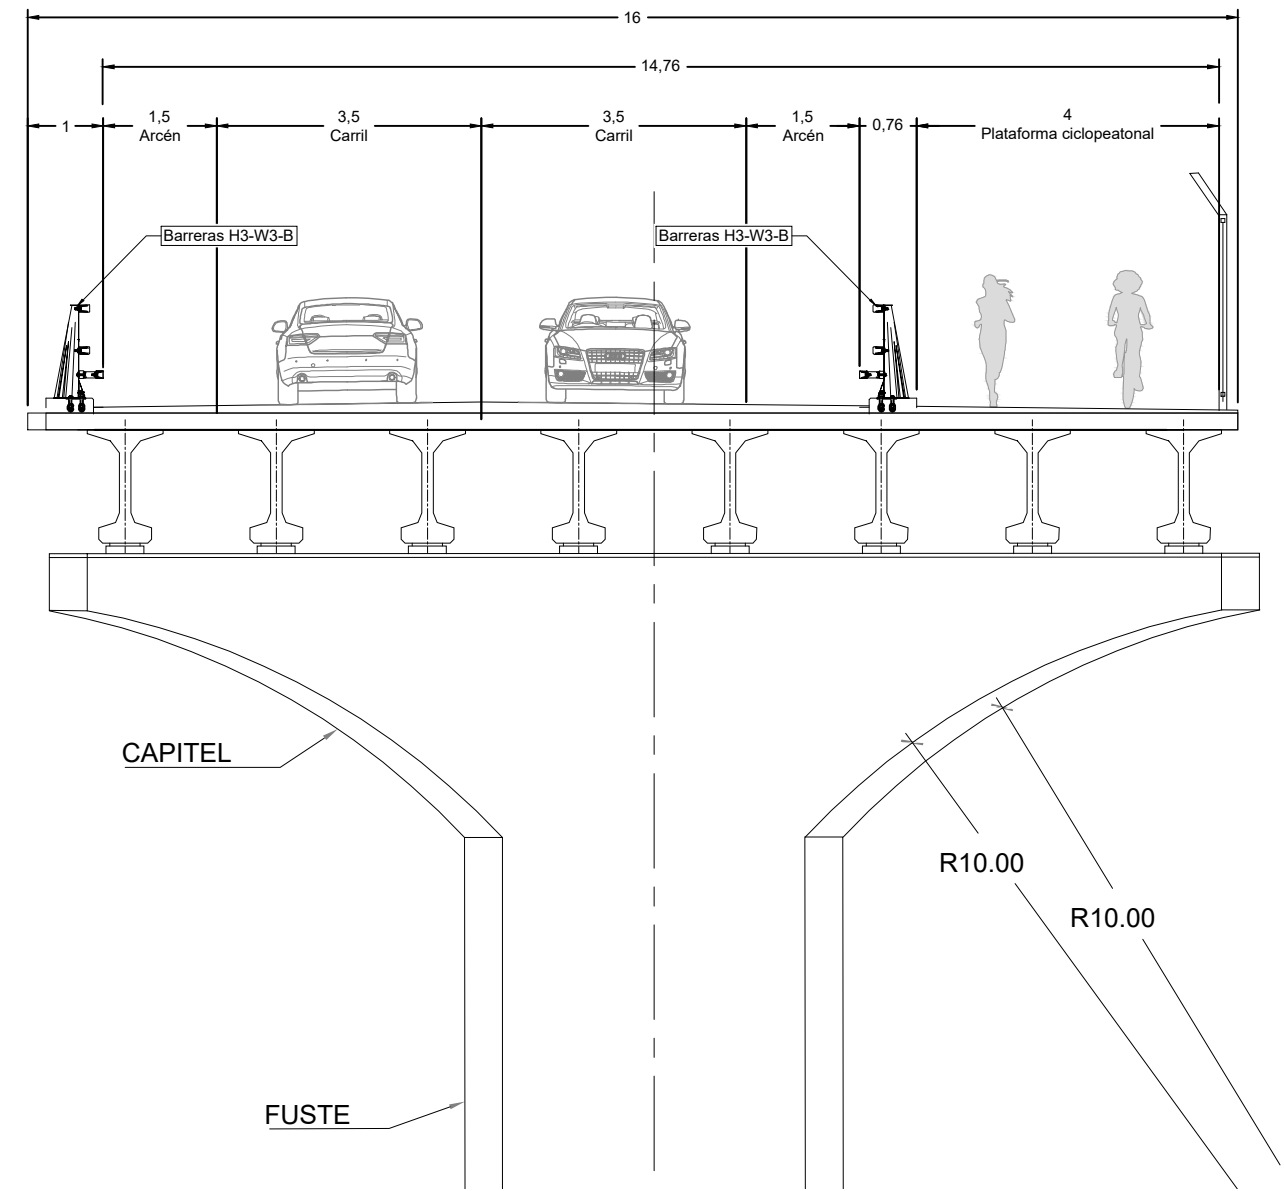 16
14,76
1
1,5
Arcén
3,5
Carril
3,5
Carril
1,5
Arcén
0,76
4
Plataforma ciclopeatonal
Barreras H3-W3-B
Barreras H3-W3-B
CAPITEL
R10.00
R10.00
FUSTE